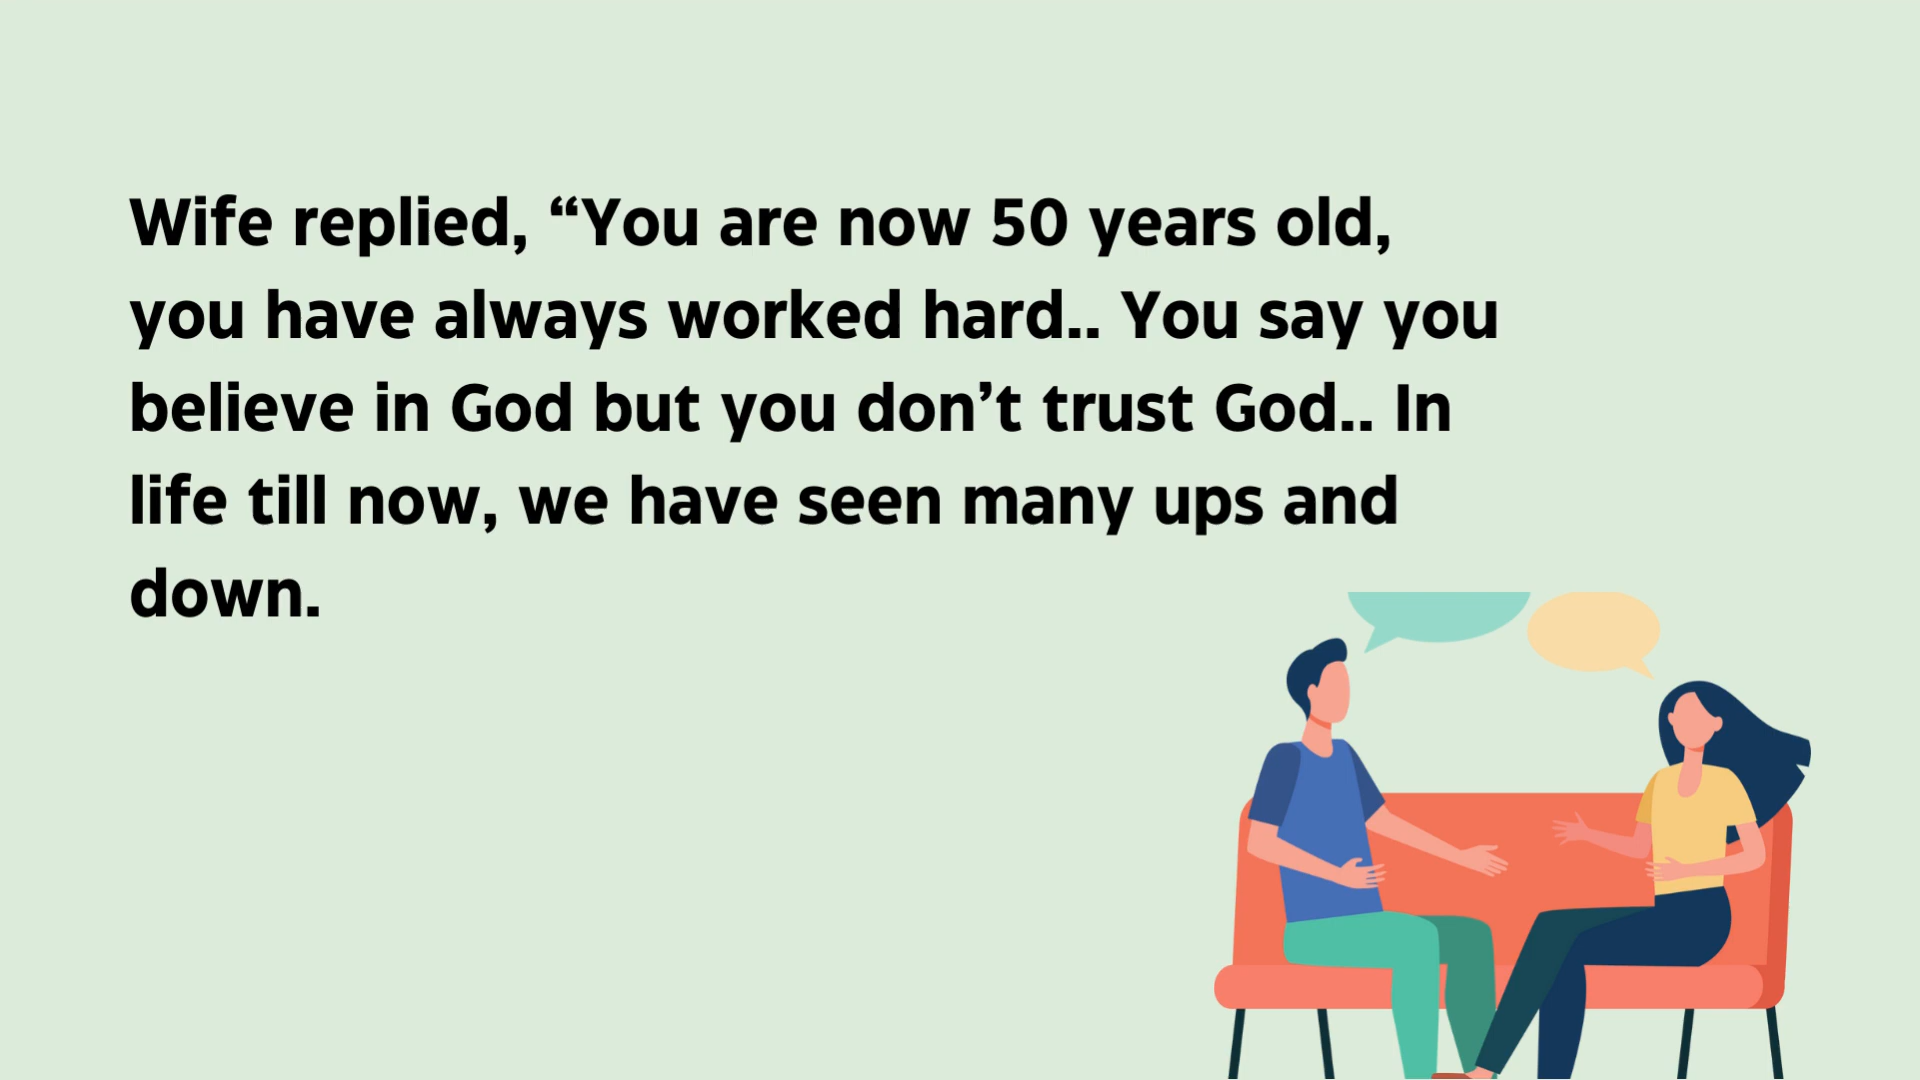 Wife replied, “You are now 50 years old,
you have always worked hard.. You say you
believe in God but you don’t trust God.. In
life till now, we have seen many ups and
down.